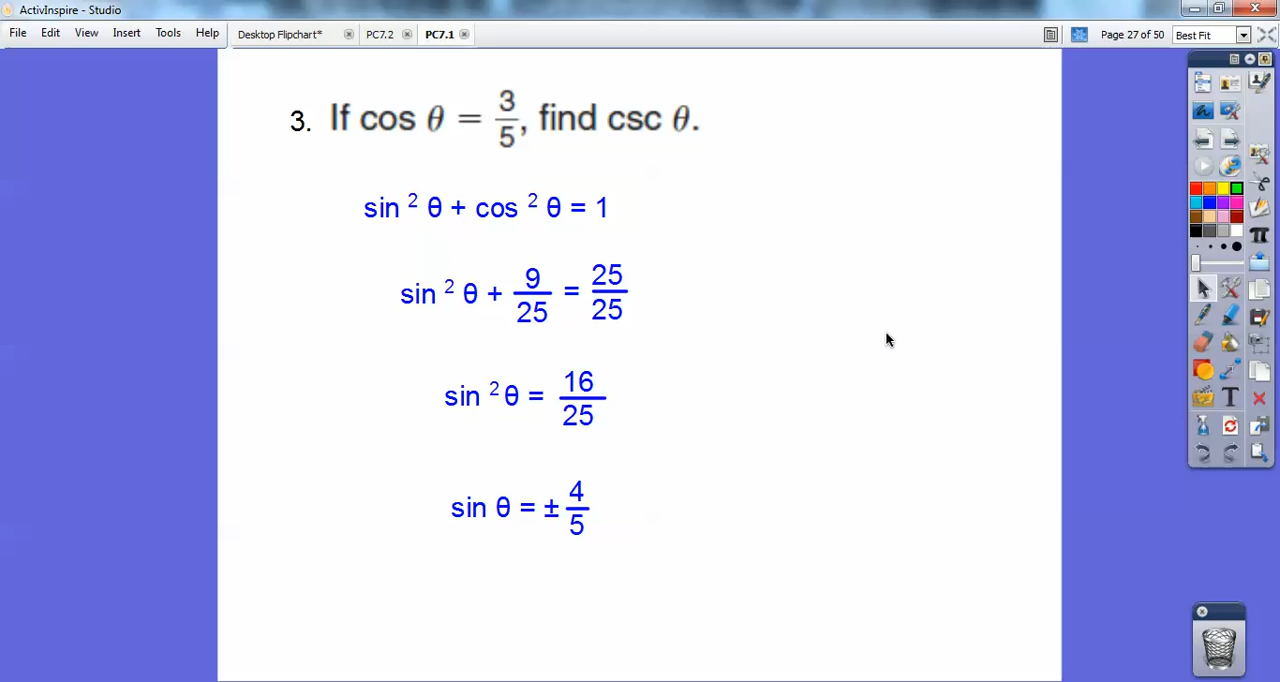 ActivInspire - Studio
File Edit View Insert Tools Help Desktop Flipchart* PC7.2 PC7.1 Page 27 of 50 Best Fit
3. If cos θ = 3/5, find csc θ.
sin ² θ + cos ² θ = 1
sin ² θ + 9/25 = 25/25
sin ² θ = 16/25
sin θ = ± 4/5